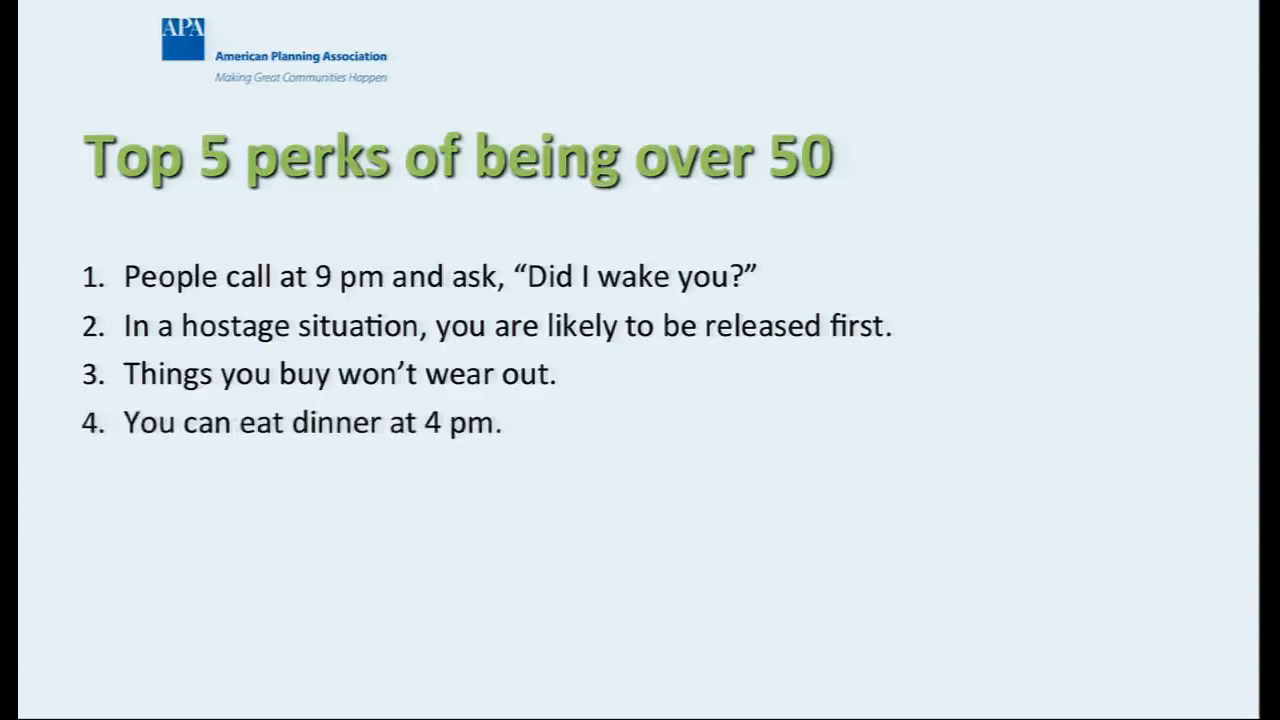 APA
American Planning Association
Making Great Communities Happen
Top 5 perks of being over 50
1. People call at 9 pm and ask, “Did I wake you?”
2. In a hostage situation, you are likely to be released first.
3. Things you buy won’t wear out.
4. You can eat dinner at 4 pm.